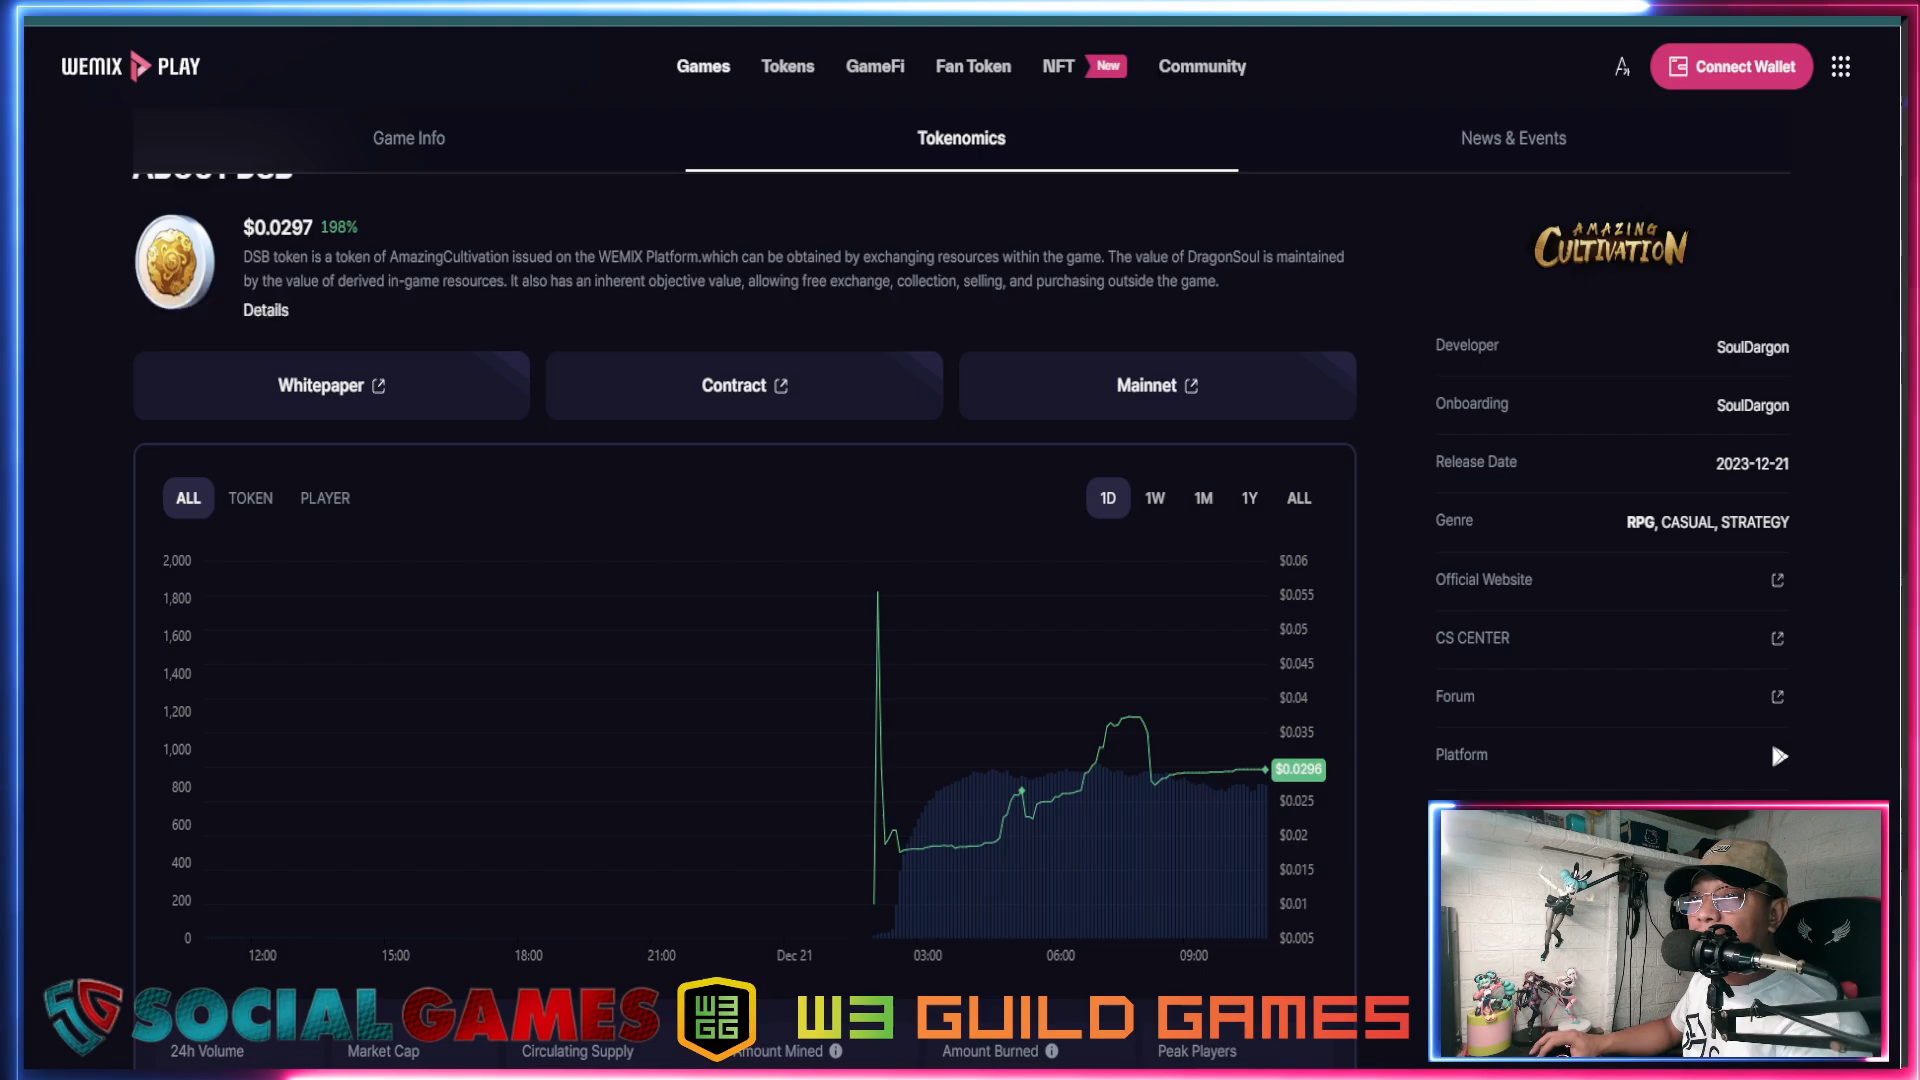 WEMIX PLAY
Games
Tokens
GameFi
Fan Token
NFT New
Community
Connect Wallet
Game Info
Tokenomics
News & Events
ABOUT DSB
$0.0297 198%
DSB token is a token of AmazingCultivation issued on the WEMIX Platform.which can be obtained by exchanging resources within the game. The value of DragonSoul is maintained
by the value of derived in-game resources. It also has an inherent objective value, allowing free exchange, collection, selling, and purchasing outside the game.
Details
Whitepaper
Contract
Mainnet
AMAZING
CULTIVATION
Developer SoulDargon
Onboarding SoulDargon
Release Date 2023-12-21
Genre RPG, CASUAL, STRATEGY
Official Website
CS CENTER
Forum
Platform
ALL TOKEN PLAYER
1D 1W 1M 1Y ALL
2,000
1,800
1,600
1,400
1,200
1,000
800
600
400
200
0
$0.06
$0.055
$0.05
$0.045
$0.04
$0.035
$0.0296
$0.025
$0.02
$0.015
$0.01
$0.005
12:00 15:00 18:00 21:00 Dec 21 03:00 06:00 09:00
SG SOCIAL GAMES
W3
GG
W3 GUILD GAMES
24h Volume
Market Cap
Circulating Supply
Amount Mined
Amount Burned
Peak Players